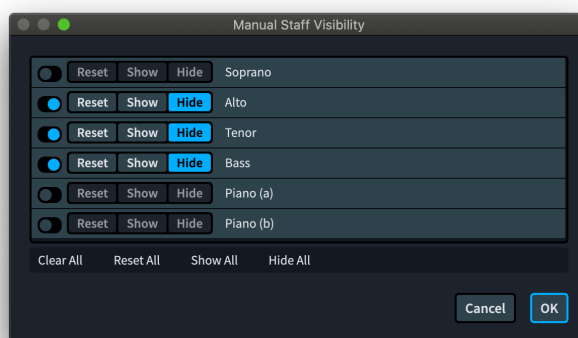 Manual Staff Visibility
Reset Show Hide Soprano
Reset Show Hide Alto
Reset Show Hide Tenor
Reset Show Hide Bass
Reset Show Hide Piano (a)
Reset Show Hide Piano (b)
Clear All Reset All Show All Hide All
Cancel OK